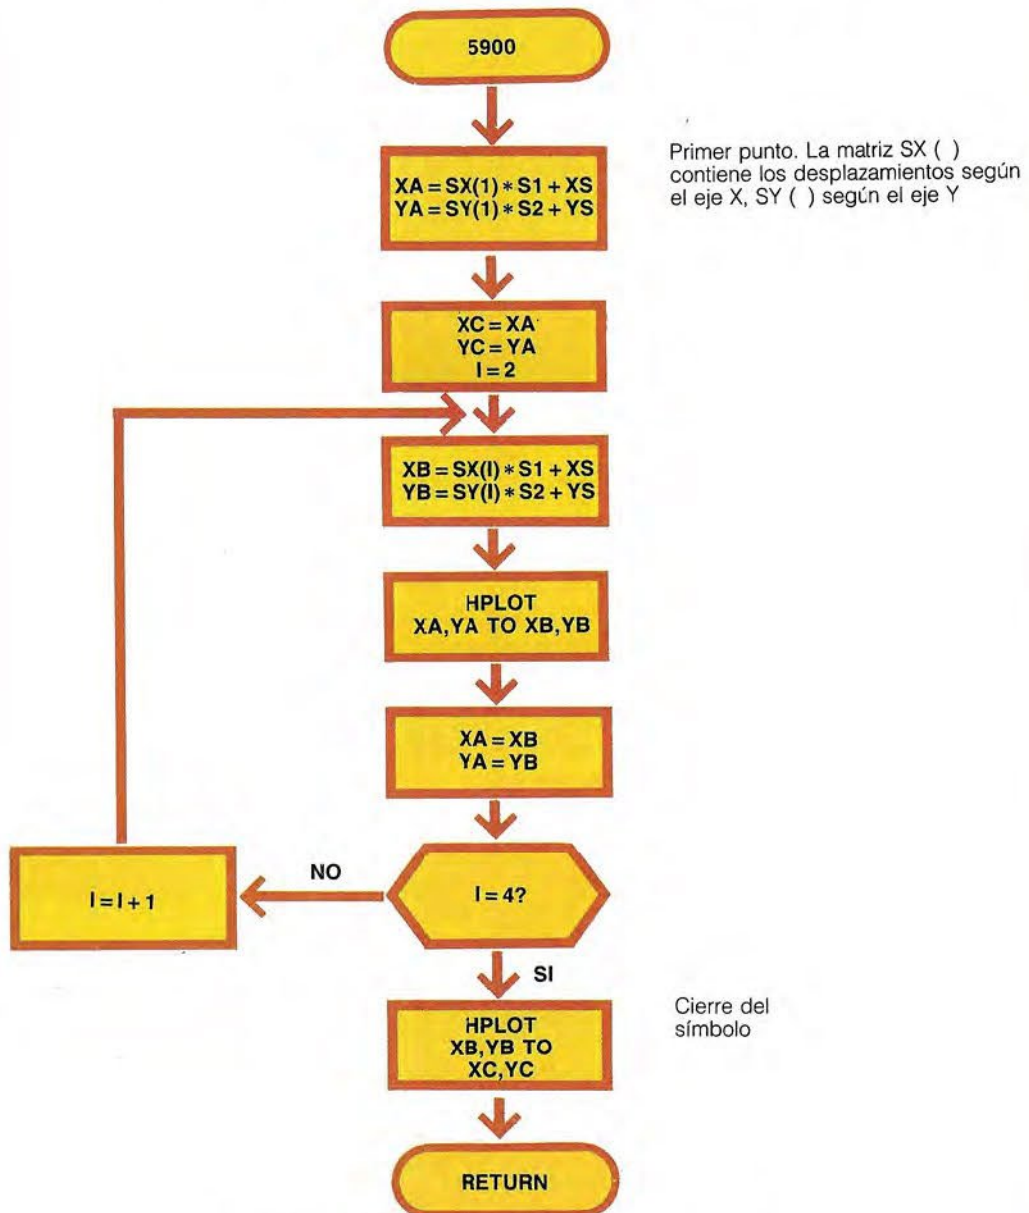 5900
XA = SX(1) * S1 + XS
YA = SY(1) * S2 + YS
Primer punto. La matriz SX ( )
contiene los desplazamientos según
el eje X, SY ( ) según el eje Y
XC = XA
YC = YA
I = 2
XB = SX(I) * S1 + XS
YB = SY(I) * S2 + YS
HPLOT
XA,YA TO XB,YB
XA = XB
YA = YB
I = 4?
NO
I = I + 1
SI
HPLOT
XB,YB TO
XC,YC
Cierre del
símbolo
RETURN